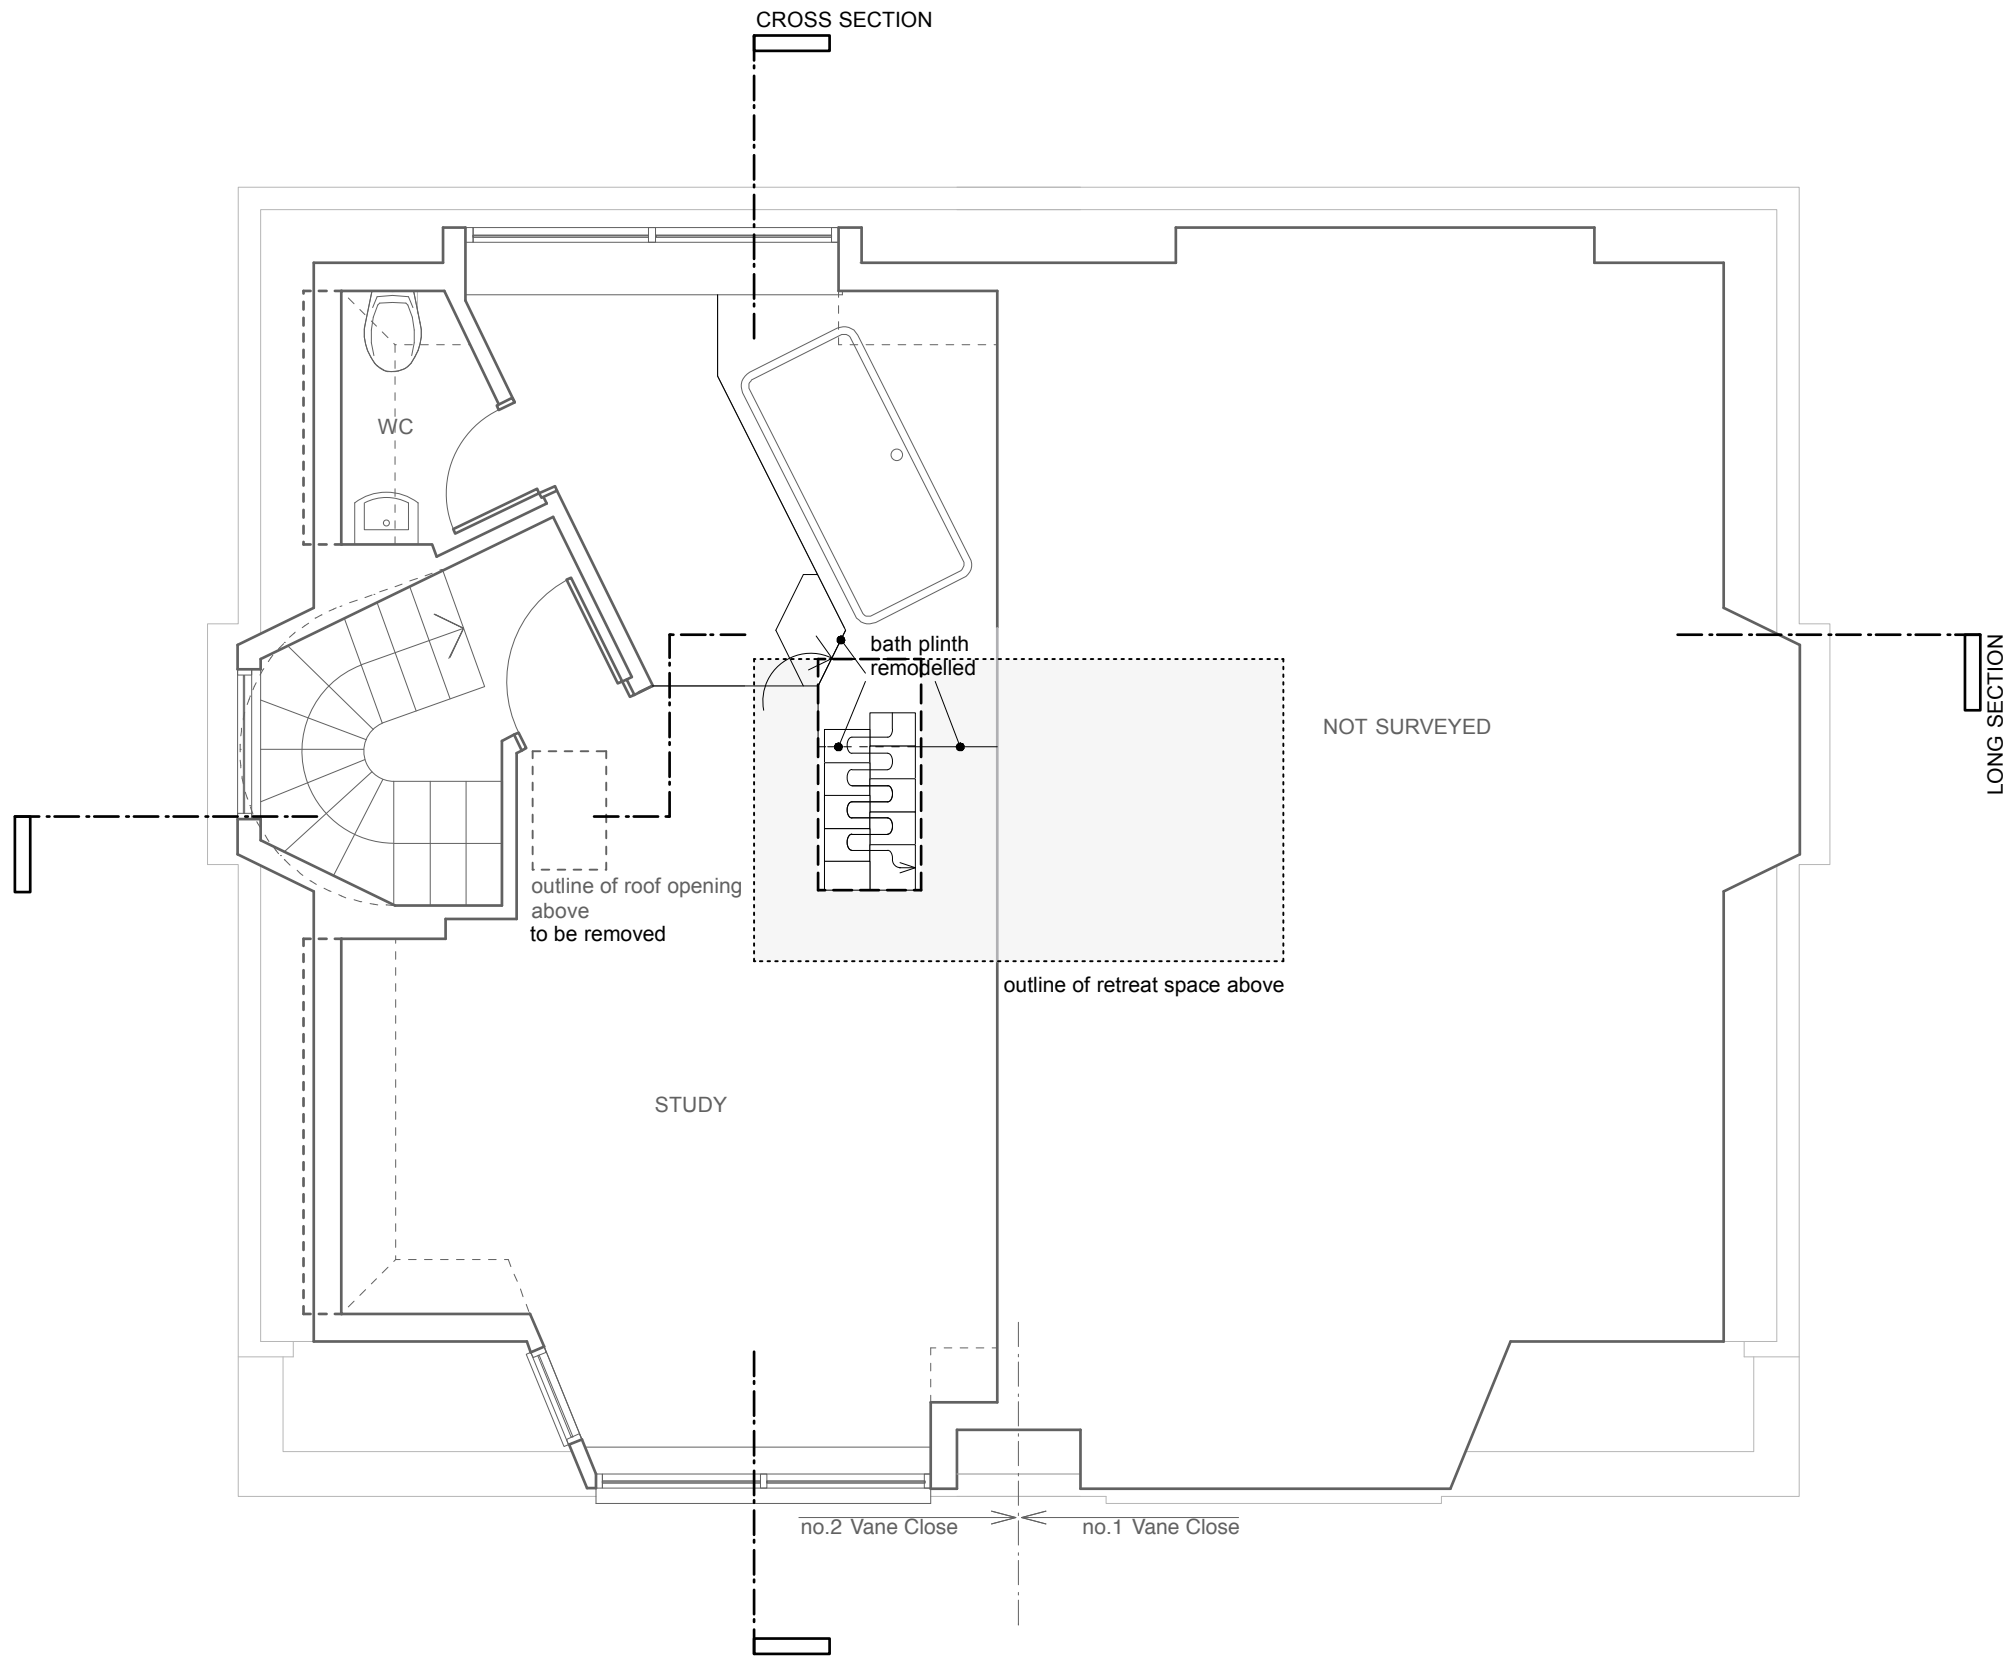 CROSS SECTION
WC
bath plinth
remodelled
NOT SURVEYED
LONG SECTION
outline of roof opening
above
to be removed
outline of retreat space above
STUDY
no.2 Vane Close
no.1 Vane Close